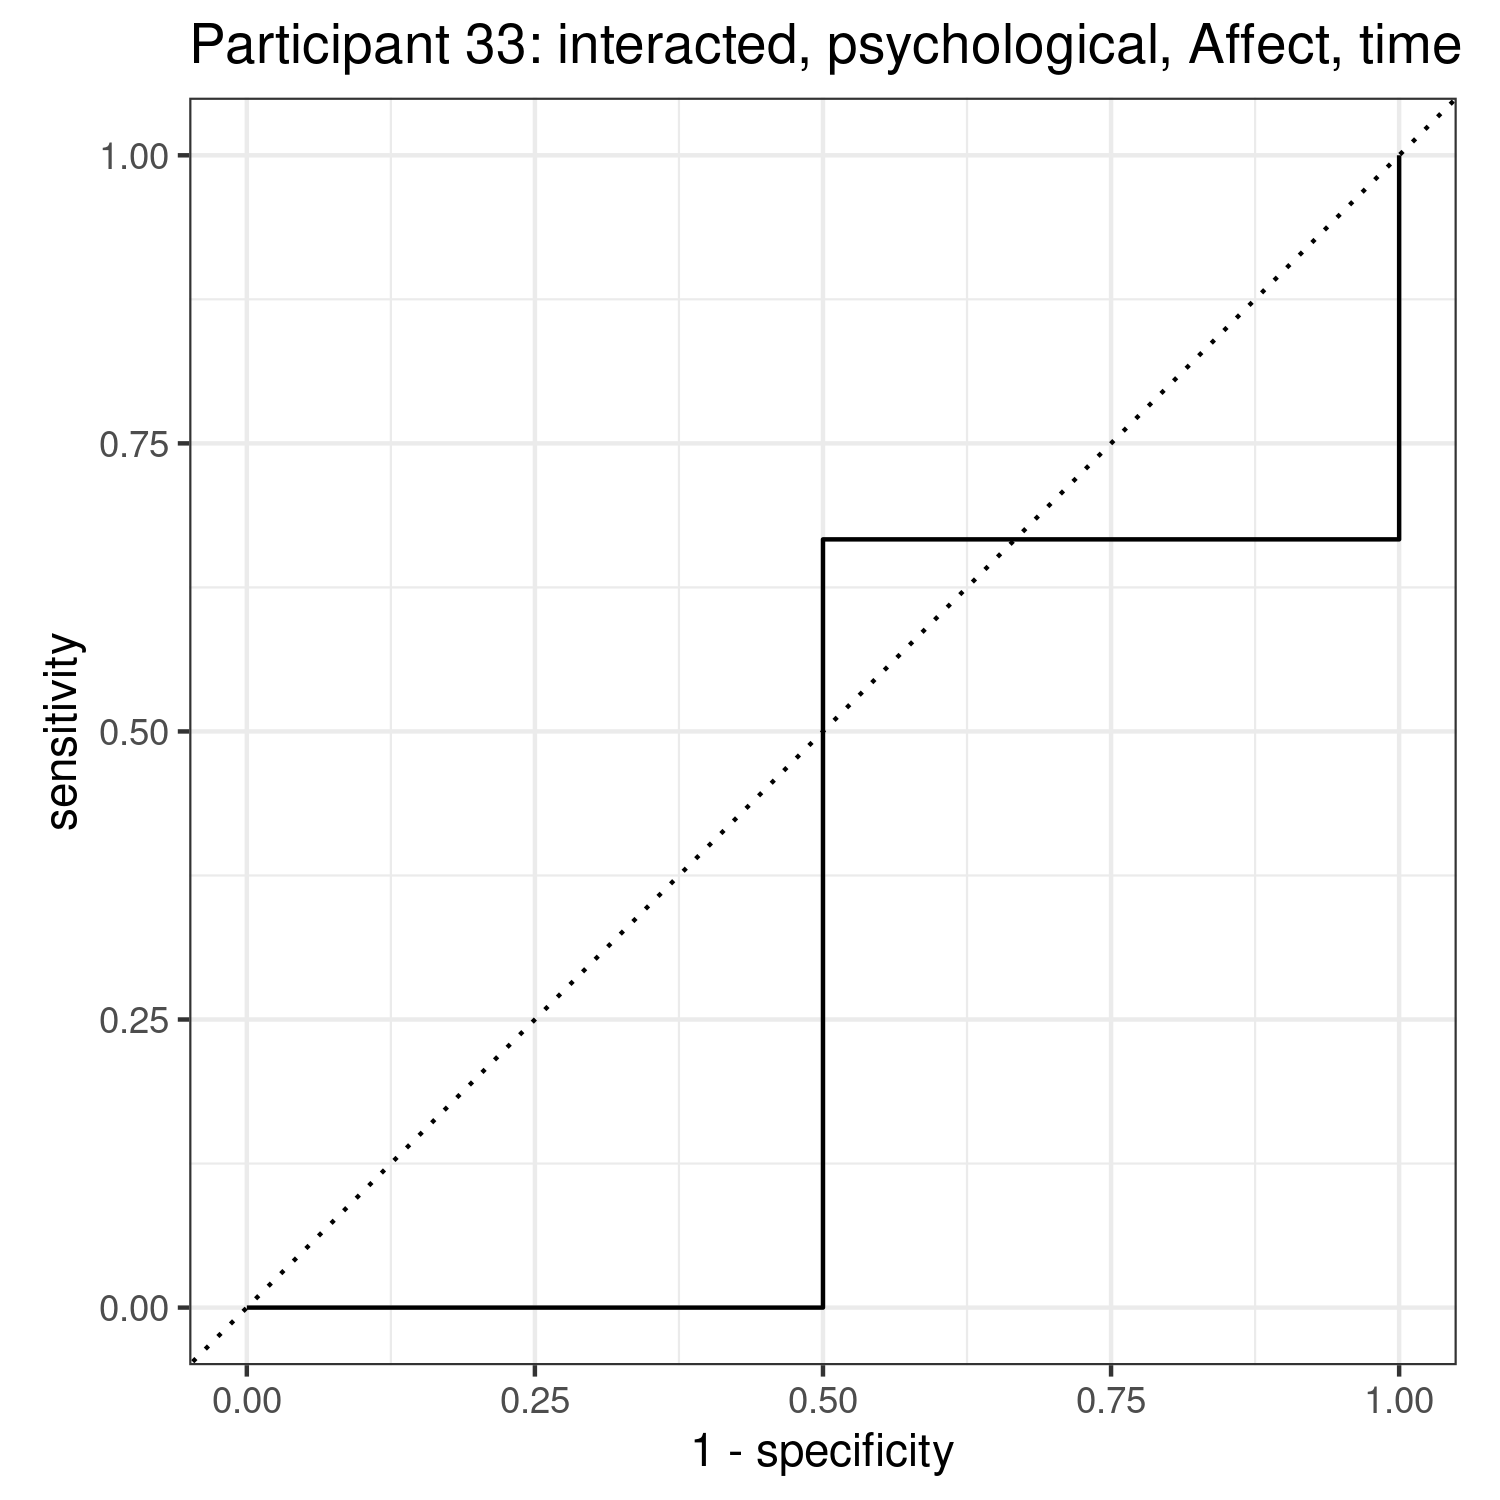 Participant 33: interacted, psychological, Affect, time
1.00
0.75
0.50
0.25
0.00
sensitivity
0.00 0.25 0.50 0.75 1.00
1 - specificity